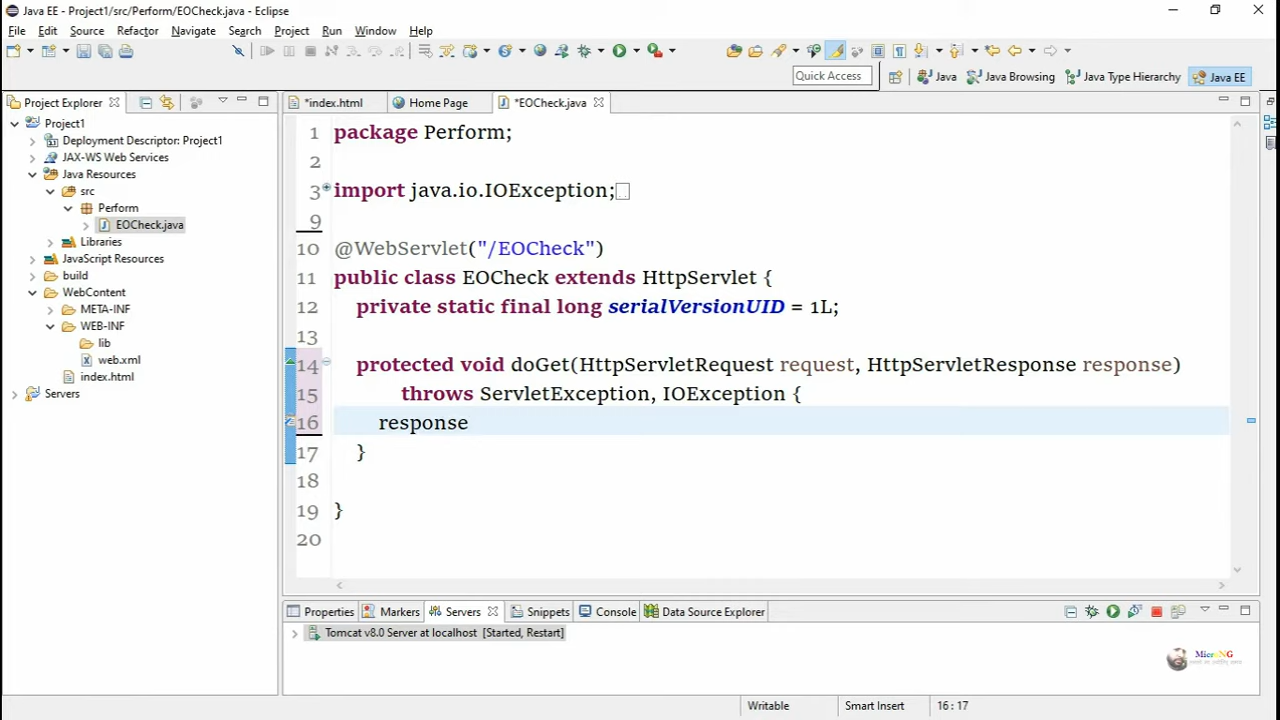 Java EE - Project1/src/Perform/EOCheck.java - Eclipse
File Edit Source Refactor Navigate Search Project Run Window Help
Quick Access
Java Java Browsing Java Type Hierarchy Java EE
Project Explorer
*index.html Home Page *EOCheck.java
Project1
Deployment Descriptor: Project1
JAX-WS Web Services
Java Resources
src
Perform
EOCheck.java
Libraries
JavaScript Resources
build
WebContent
META-INF
WEB-INF
lib
web.xml
index.html
Servers
1 package Perform;
2
3 import java.io.IOException;
9
10 @WebServlet("/EOCheck")
11 public class EOCheck extends HttpServlet {
12 private static final long serialVersionUID = 1L;
13
14 protected void doGet(HttpServletRequest request, HttpServletResponse response)
15 throws ServletException, IOException {
16 response
17 }
18
19 }
20
Properties Markers Servers Snippets Console Data Source Explorer
Tomcat v8.0 Server at localhost [Started, Restart]
Writable Smart Insert 16 : 17